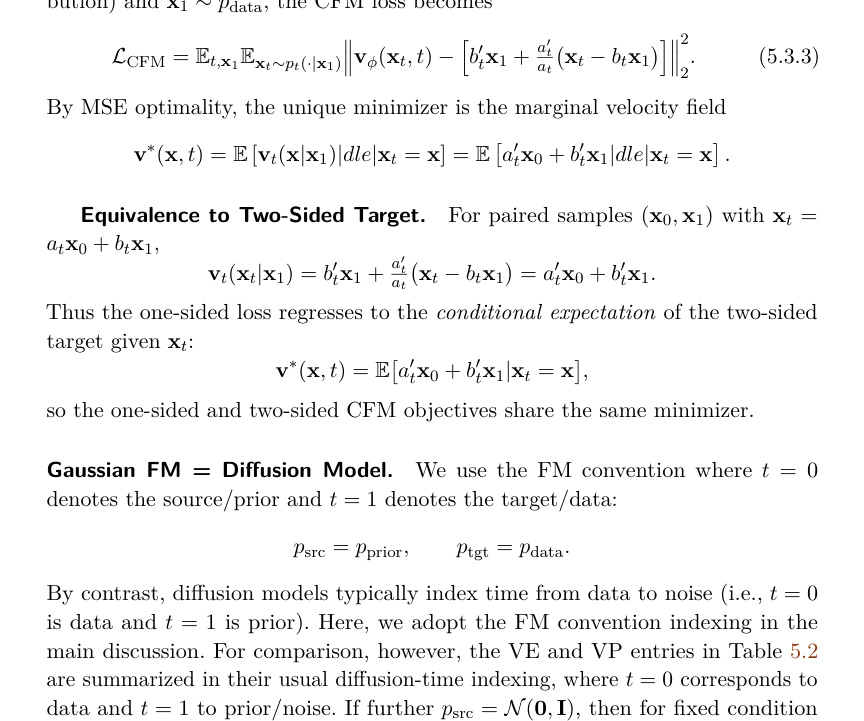 bution) and x₁ ∼ p_data, the CFM loss becomes
ℒ_CFM = 𝔼_{t,x₁}𝔼_{x_t∼p_t(·|x₁)}‖v_ϕ(x_t, t) − [b′_t x₁ + a′_t/a_t (x_t − b_t x₁)]‖²₂. (5.3.3)
By MSE optimality, the unique minimizer is the marginal velocity field
v*(x, t) = 𝔼 [v_t(x|x₁)|dle|x_t = x] = 𝔼 [a′_t x₀ + b′_t x₁|dle|x_t = x] .
Equivalence to Two-Sided Target. For paired samples (x₀, x₁) with x_t =
a_t x₀ + b_t x₁,
v_t(x_t|x₁) = b′_t x₁ + a′_t/a_t (x_t − b_t x₁) = a′_t x₀ + b′_t x₁.
Thus the one-sided loss regresses to the conditional expectation of the two-sided
target given x_t:
v*(x, t) = 𝔼[a′_t x₀ + b′_t x₁|x_t = x],
so the one-sided and two-sided CFM objectives share the same minimizer.
Gaussian FM = Diffusion Model. We use the FM convention where t = 0
denotes the source/prior and t = 1 denotes the target/data:
p_src = p_prior, p_tgt = p_data.
By contrast, diffusion models typically index time from data to noise (i.e., t = 0
is data and t = 1 is prior). Here, we adopt the FM convention indexing in the
main discussion. For comparison, however, the VE and VP entries in Table 5.2
are summarized in their usual diffusion-time indexing, where t = 0 corresponds to
data and t = 1 to prior/noise. If further p_src = 𝒩(0, I), then for fixed condition